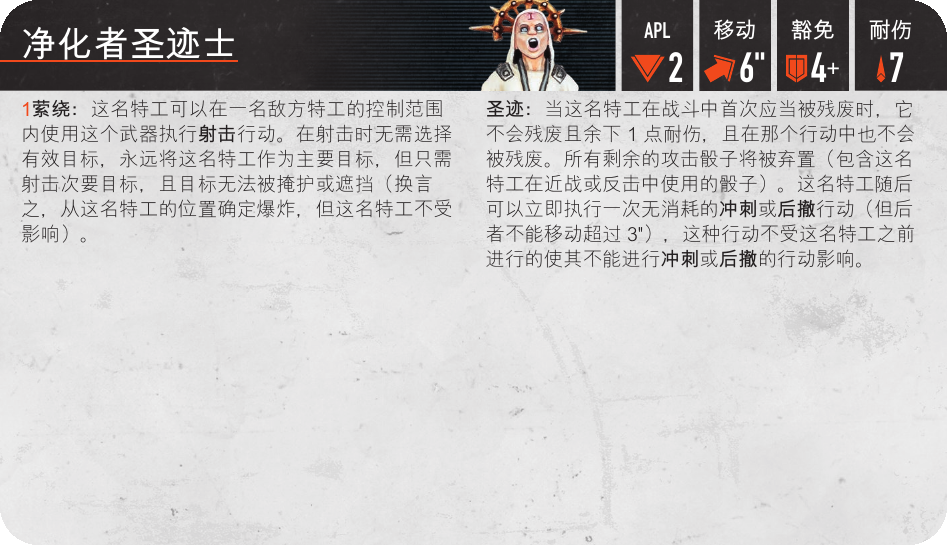 净化者圣迹士
APL 移动 豁免 耐伤
2 6" 4+ 7
1萦绕：这名特工可以在一名敌方特工的控制范围
内使用这个武器执行射击行动。在射击时无需选择
有效目标，永远将这名特工作为主要目标，但只需
射击次要目标，且目标无法被掩护或遮挡（换言
之，从这名特工的位置确定爆炸，但这名特工不受
影响）。
圣迹：当这名特工在战斗中首次应当被残废时，它
不会残废且余下 1 点耐伤，且在那个行动中也不会
被残废。所有剩余的攻击骰子将被弃置（包含这名
特工在近战或反击中使用的骰子）。这名特工随后
可以立即执行一次无消耗的冲刺或后撤行动（但后
者不能移动超过 3"），这种行动不受这名特工之前
进行的使其不能进行冲刺或后撤的行动影响。